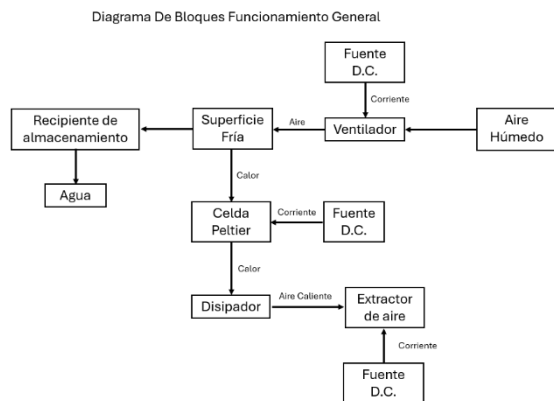 Diagrama De Bloques Funcionamiento General
Fuente
D.C.
Corriente
Recipiente de
almacenamiento
Superficie
Fría
Aire
Ventilador
Aire
Húmedo
Agua
Calor
Celda
Peltier
Corriente
Fuente
D.C.
Calor
Disipador
Aire Caliente
Extractor
de aire
Corriente
Fuente
D.C.